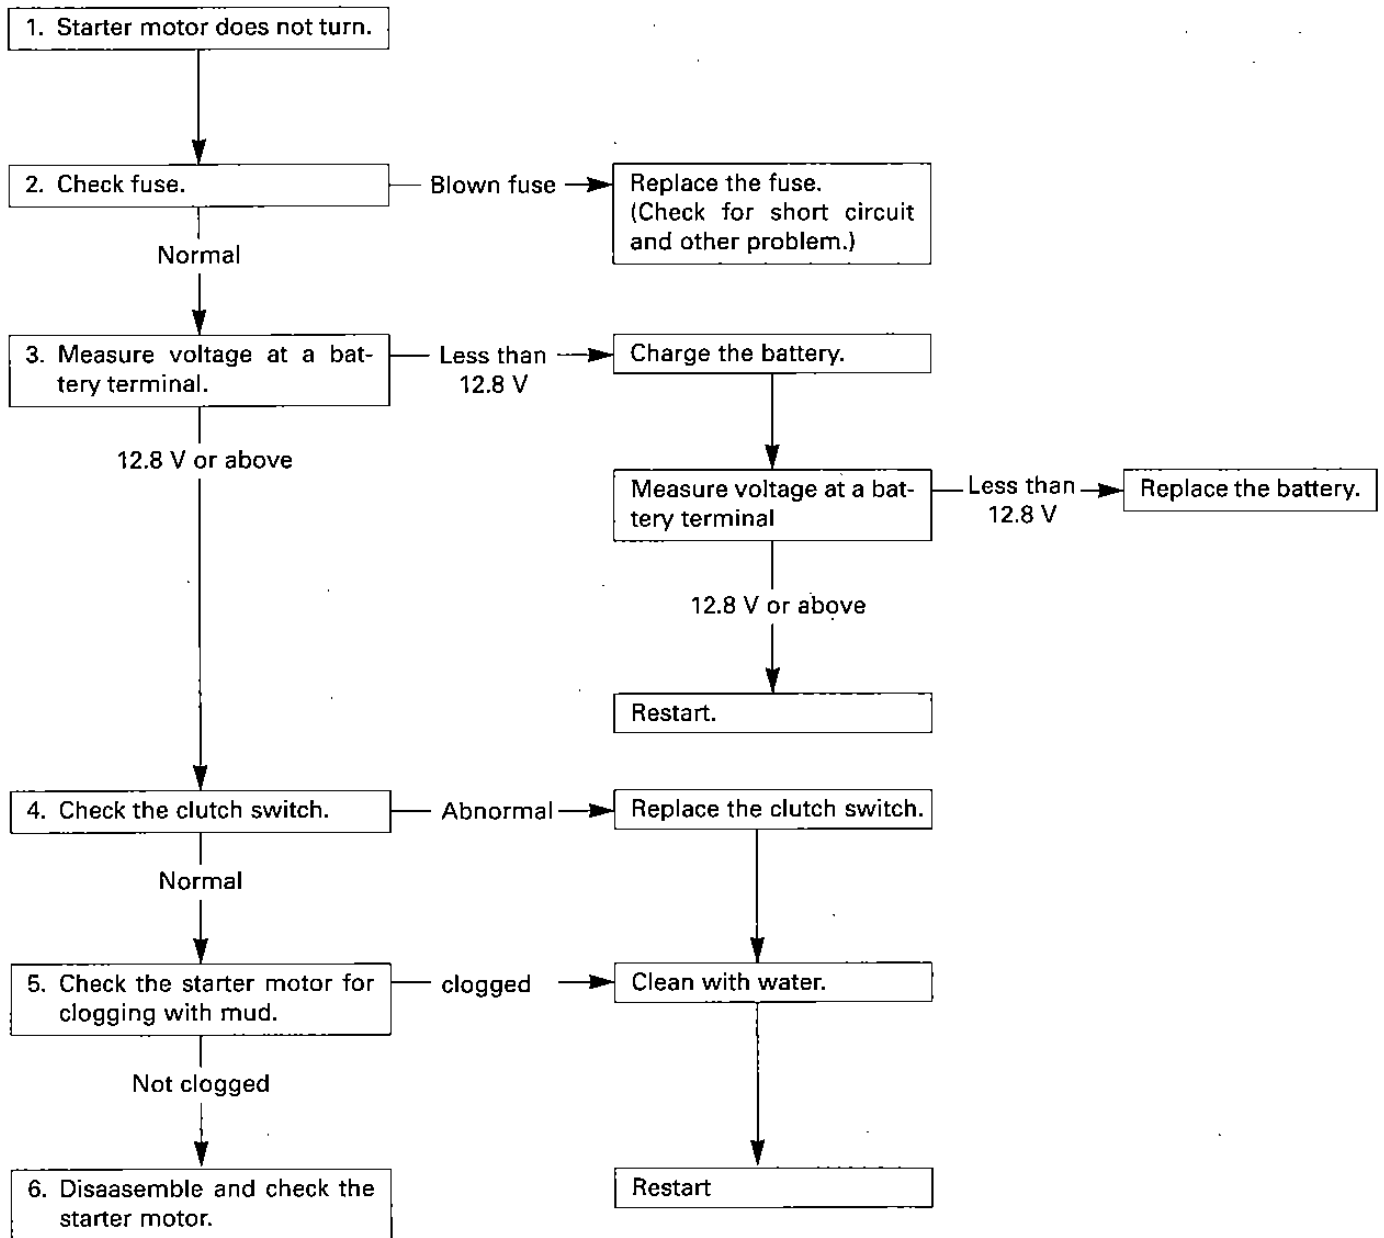 1. Starter motor does not turn.
2. Check fuse.
Blown fuse
Replace the fuse.
(Check for short circuit
and other problem.)
Normal
3. Measure voltage at a bat-
tery terminal.
Less than
12.8 V
Charge the battery.
12.8 V or above
Measure voltage at a bat-
tery terminal
Less than
12.8 V
Replace the battery.
12.8 V or above
Restart.
4. Check the clutch switch.
Abnormal
Replace the clutch switch.
Normal
5. Check the starter motor for
clogging with mud.
clogged
Clean with water.
Not clogged
6. Disaasemble and check the
starter motor.
Restart